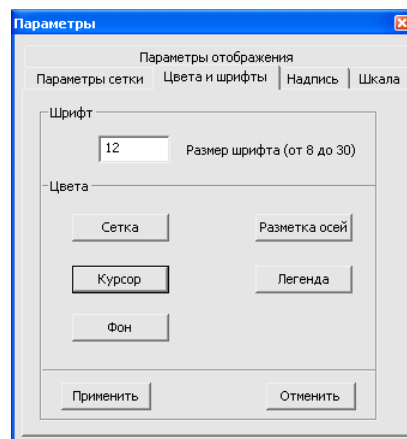 Параметры
Параметры отображения
Параметры сетки Цвета и шрифты Надпись Шкала
Шрифт
12 Размер шрифта (от 8 до 30)
Цвета
Сетка Разметка осей
Курсор Легенда
Фон
Применить Отменить